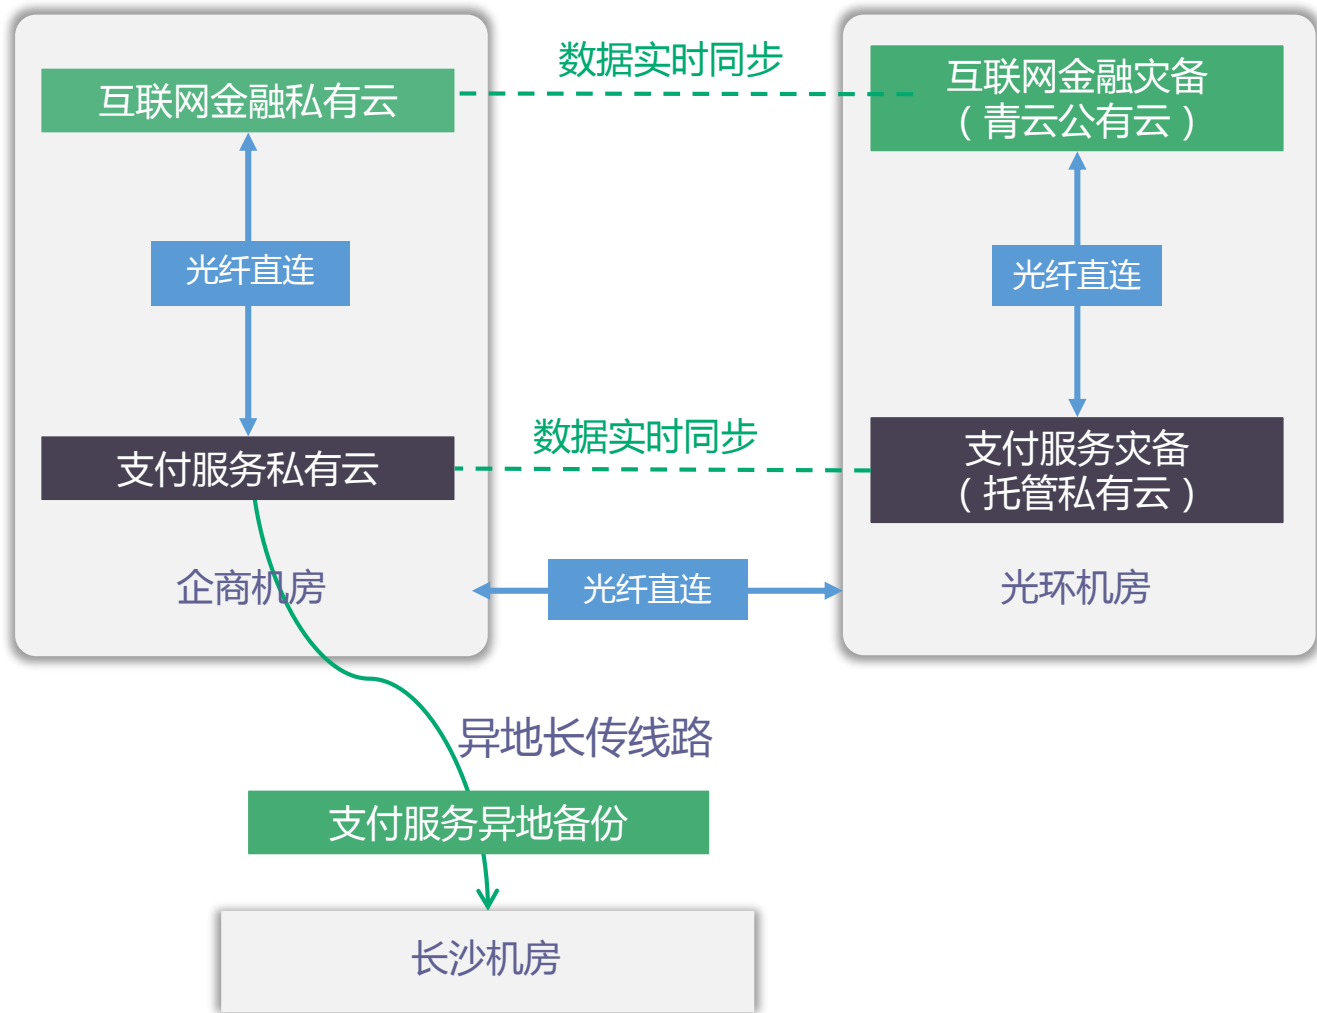 数据实时同步
互联网金融私有云
互联网金融灾备
（青云公有云）
光纤直连
光纤直连
数据实时同步
支付服务私有云
支付服务灾备
（托管私有云）
企商机房
光纤直连
光环机房
异地长传线路
支付服务异地备份
长沙机房